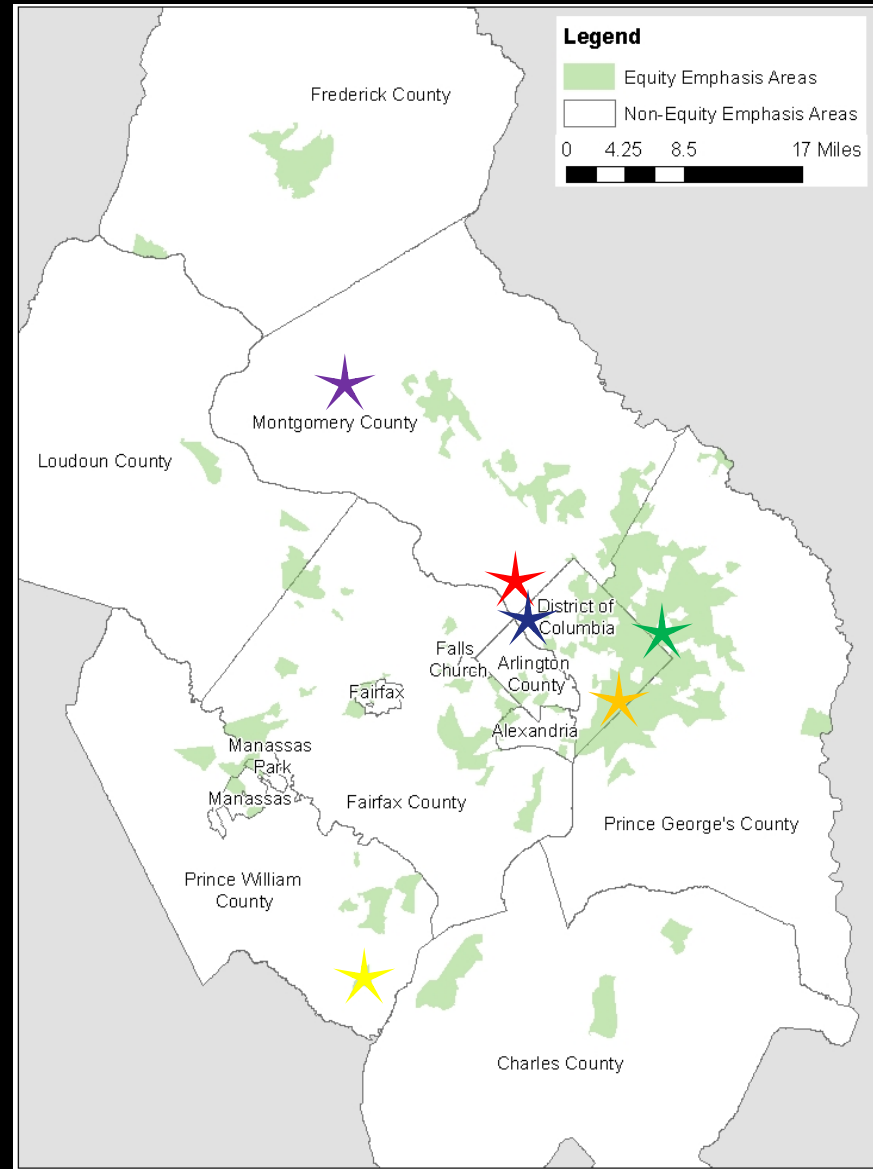 Legend
Equity Emphasis Areas
Non-Equity Emphasis Areas
0 4.25 8.5 17 Miles
Frederick County
Montgomery County
Loudoun County
District of
Columbia
Falls
Church
Arlington
County
Fairfax
Alexandria
Manassas
Park
Manassas
Fairfax County
Prince George's County
Prince William
County
Charles County